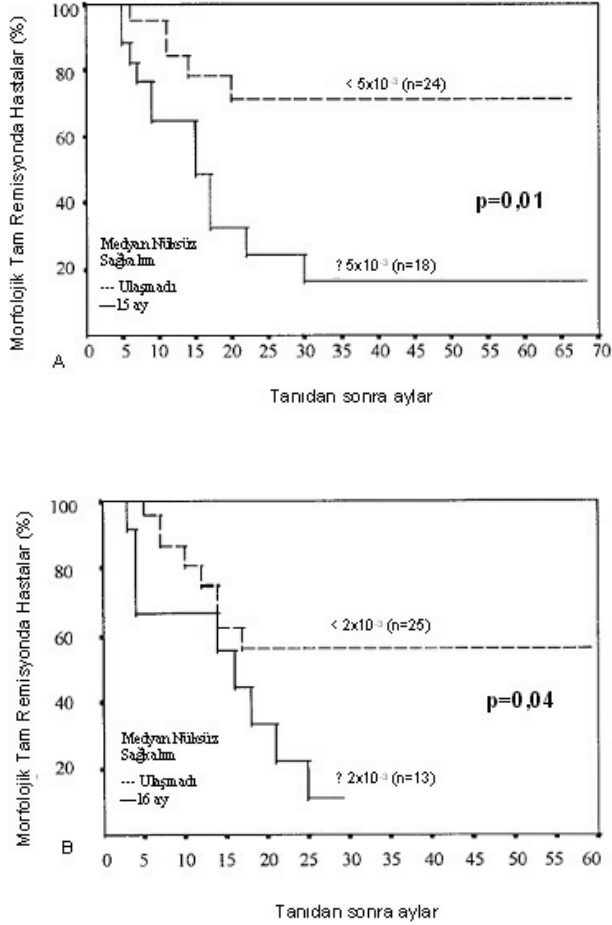 Morfolojik Tam Remisyonda Hastalar (%)
100
80
60
40
20
< 5x10⁻³ (n=24)
p=0,01
Medyan Nüksüz
Sağkalım
--- Ulaşmadı
—15 ay
? 5x10⁻³ (n=18)
0 5 10 15 20 25 30 35 40 45 50 55 60 65 70
A
Tanıdan sonra aylar
Morfolojik Tam Remisyonda Hastalar (%)
100
80
60
40
20
< 2x10⁻³ (n=25)
p=0,04
Medyan Nüksüz
Sağkalım
--- Ulaşmadı
—16 ay
? 2x10⁻³ (n=13)
B
0 5 10 15 20 25 30 35 40 45 50 55 60
Tanıdan sonra aylar